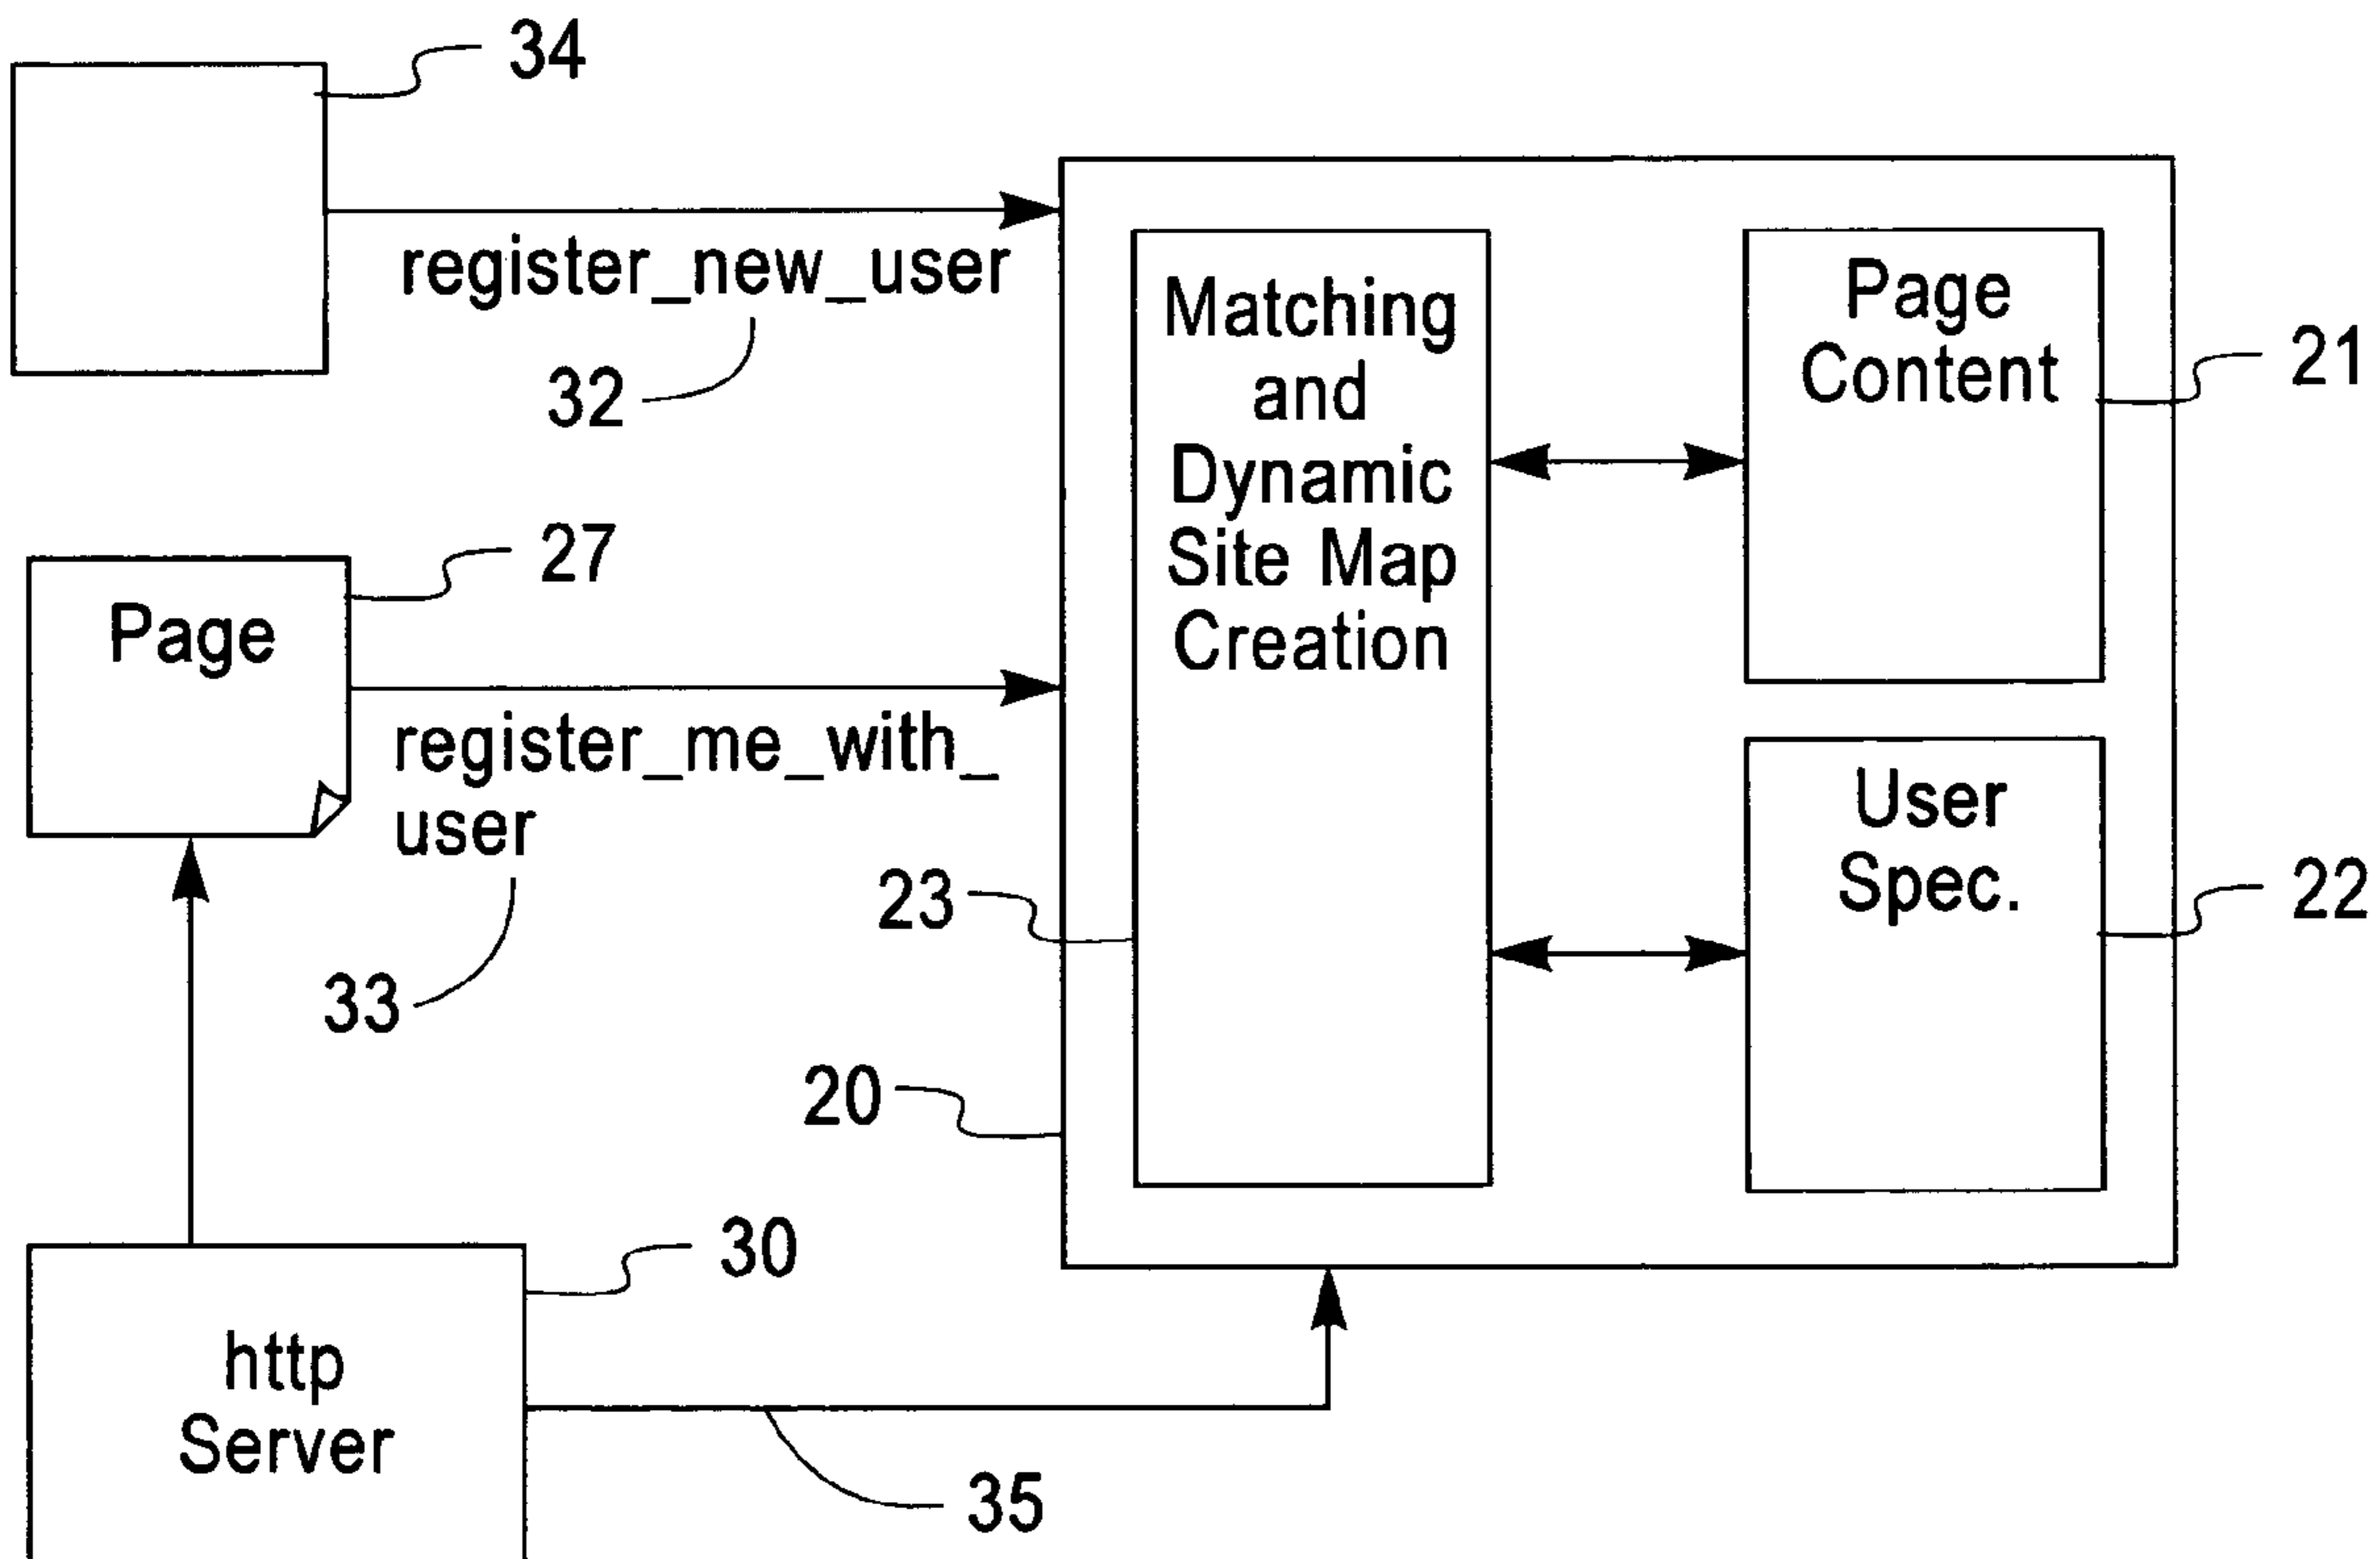 34
register_new_user
32
Matching
and
Dynamic
Site Map
Creation
Page
Content
21
27
Page
register_me_with_
user
33
23
User
Spec.
22
20
30
http
Server
35